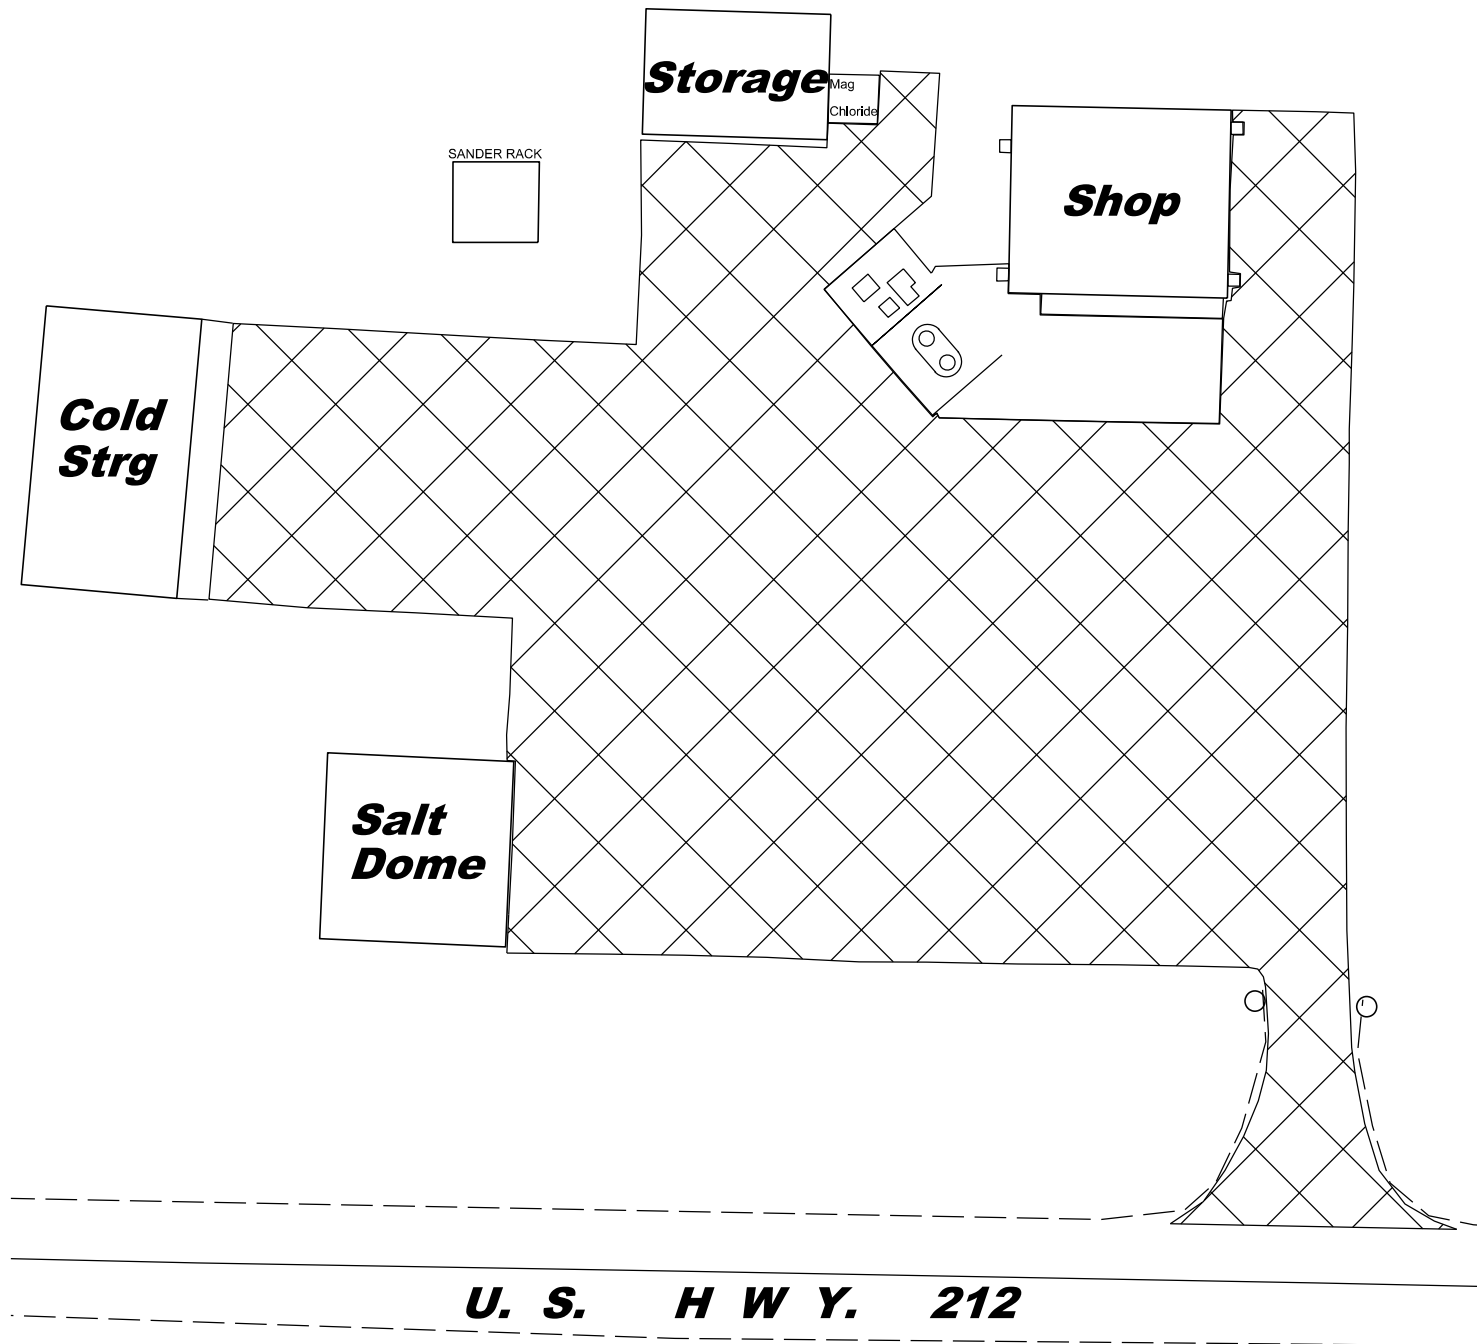 Storage
Mag
Chloride
SANDER RACK
Shop
Cold
Strg
Salt
Dome
U. S. H W Y. 212